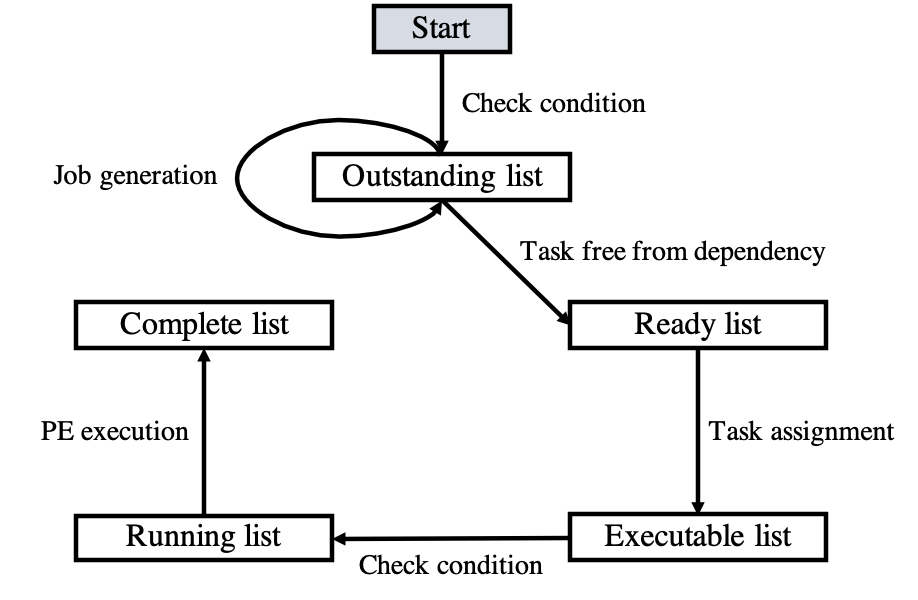 Start
Check condition
Job generation
Outstanding list
Task free from dependency
Complete list
Ready list
PE execution
Task assignment
Running list
Executable list
Check condition